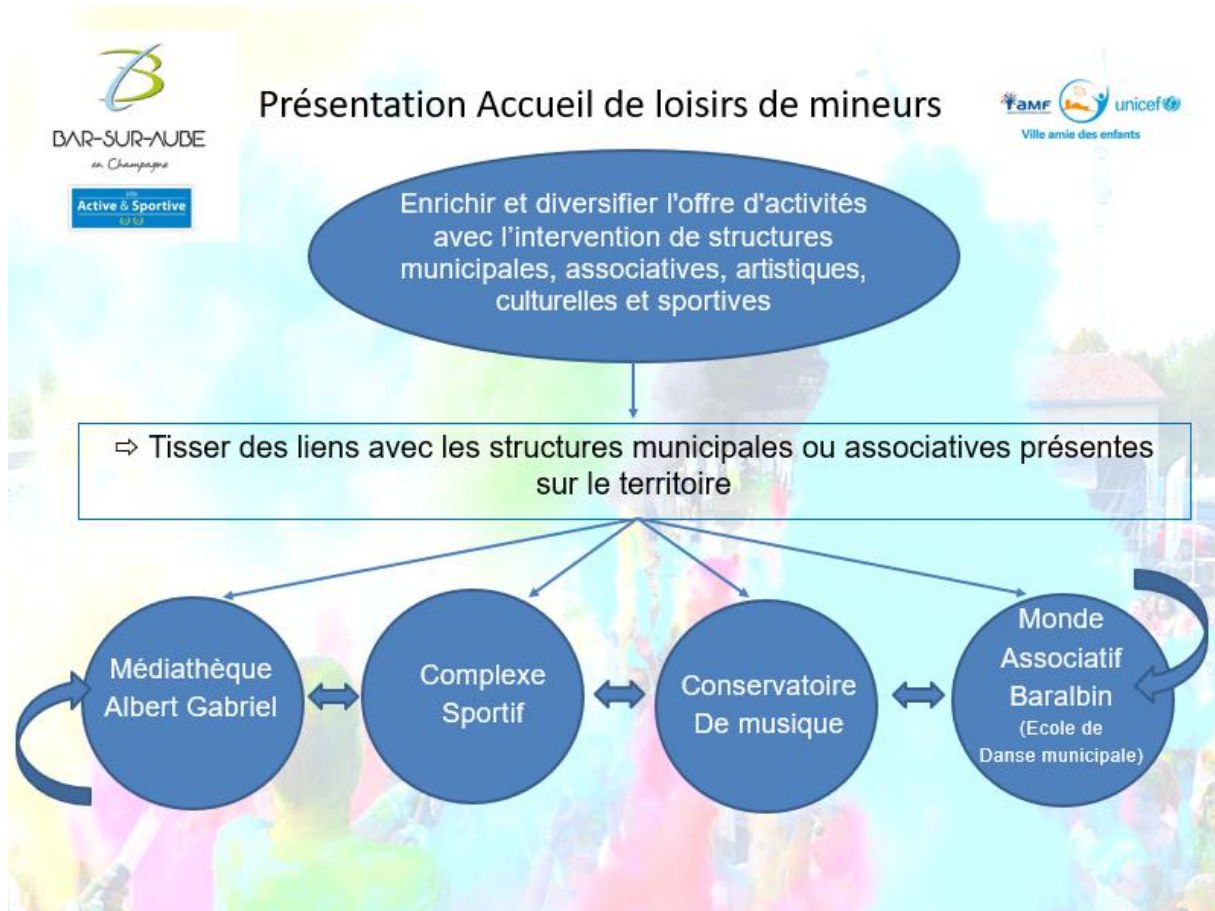 BAR-SUR-AUBE
en Champagne
Ville
Active & Sportive
Présentation Accueil de loisirs de mineurs
AMF
unicef
Ville amie des enfants
Enrichir et diversifier l'offre d'activités
avec l’intervention de structures
municipales, associatives, artistiques,
culturelles et sportives
⇨ Tisser des liens avec les structures municipales ou associatives présentes
sur le territoire
Médiathèque
Albert Gabriel
Complexe
Sportif
Conservatoire
De musique
Monde
Associatif
Baralbin
(Ecole de
Danse municipale)